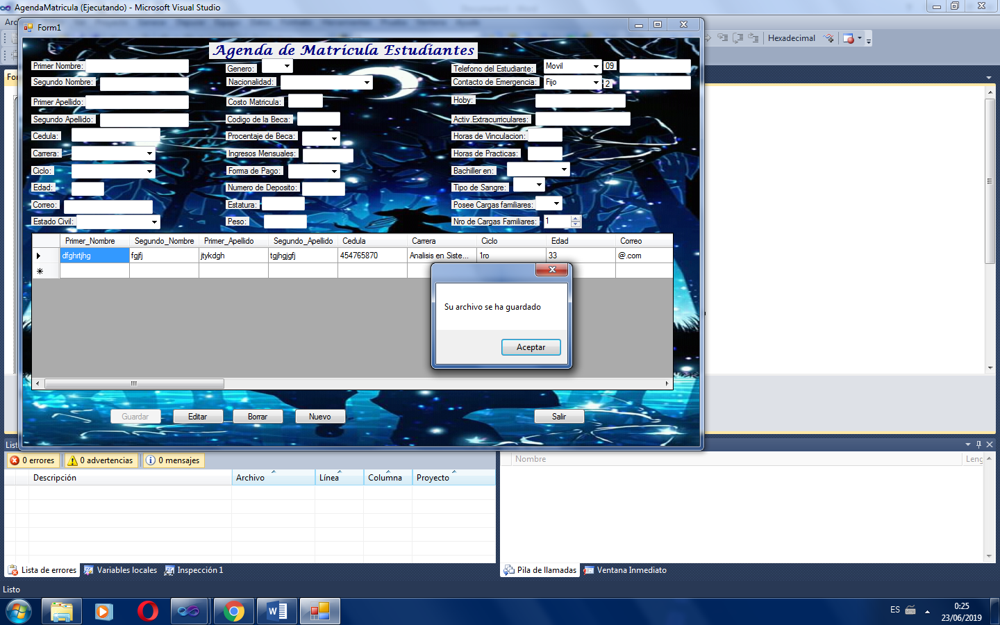 AgendaMatricula (Ejecutando) - Microsoft Visual Studio
Form1
Hexadecimal
Agenda de Matricula Estudiantes
Primer Nombre:
Segundo Nombre:
Primer Apellido:
Segundo Apellido:
Cedula:
Carrera:
Ciclo:
Edad:
Correo:
Estado Civil:
Genero:
Nacionalidad:
Costo Matricula:
Codigo de la Beca:
Procentaje de Beca:
Ingresos Mensuales:
Forma de Pago:
Numero de Deposito:
Estatura:
Peso:
Telefono del Estudiante: Movil 09
Contacto de Emergencia: Fijo 2
Hoby:
Activ.Extracurriculares:
Horas de Vinculacion:
Horas de Practicas:
Bachiller en:
Tipo de Sangre:
Posee Cargas familiares:
Nro de Cargas Familiares: 1
Primer_Nombre Segundo_Nombre Primer_Apellido Segundo_Apellido Cedula Carrera Ciclo Edad Correo
dfghrtjhg fgjfj jtykdgh tgjhgjgfj 454765870 Analisis en Siste... 1ro 33 @.com
Su archivo se ha guardado
Aceptar
Guardar Editar Borrar Nuevo Salir
0 errores 0 advertencias 0 mensajes
Descripción Archivo Línea Columna Proyecto
Nombre
Lista de errores Variables locales Inspección 1
Pila de llamadas Ventana Inmediato
Listo
ES
0:25
23/06/2019